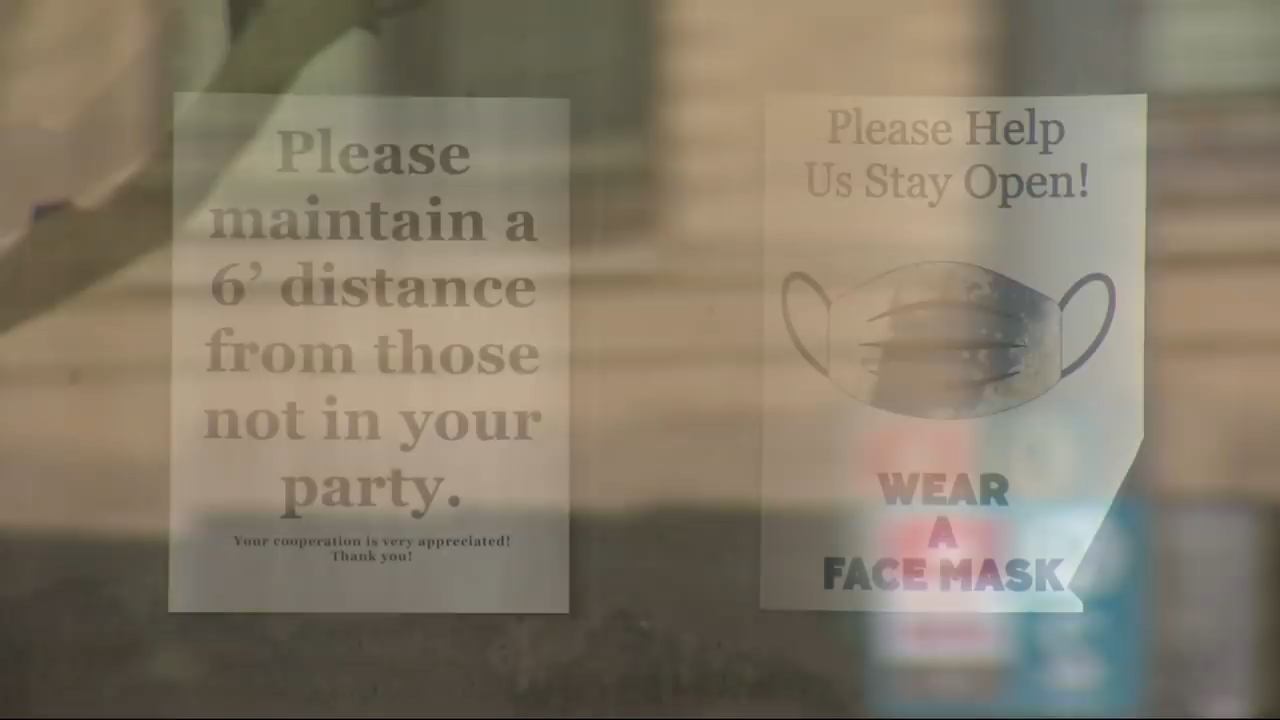 Please
maintain a
6’ distance
from those
not in your
party.
Your cooperation is very appreciated!
Thank you!
Please Help
Us Stay Open!
WEAR
A
FACE MASK